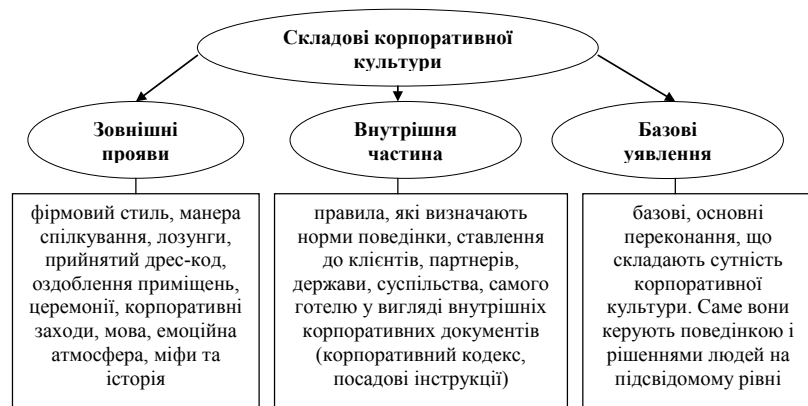 Складові корпоративної
культури
Зовнішні
прояви
Внутрішня
частина
Базові
уявлення
фірмовий стиль, манера
спілкування, лозунги,
прийнятий дрес-код,
оздоблення приміщень,
церемонії, корпоративні
заходи, мова, емоційна
атмосфера, міфи та
історія
правила, які визначають
норми поведінки, ставлення
до клієнтів, партнерів,
держави, суспільства, самого
готелю у вигляді внутрішніх
корпоративних документів
(корпоративний кодекс,
посадові інструкції)
базові, основні
переконання, що
складають сутність
корпоративної
культури. Саме вони
керують поведінкою і
рішеннями людей на
підсвідомому рівні